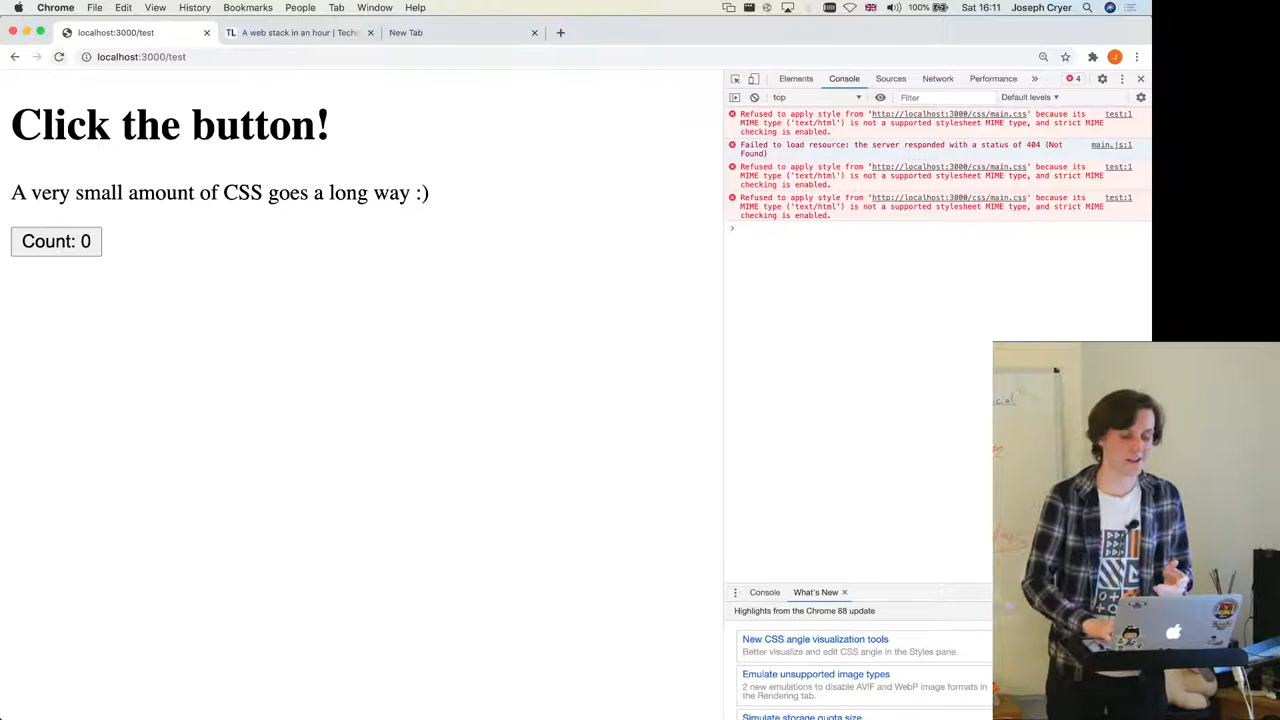 Chrome File Edit View History Bookmarks People Tab Window Help 100% Sat 16:11 Joseph Cryer
localhost:3000/test A web stack in an hour | Tech New Tab
localhost:3000/test J
Elements Console Sources Network Performance » 4
top Filter Default levels
Click the button!
A very small amount of CSS goes a long way :)
Count: 0
Refused to apply style from 'http://localhost:3000/css/main.css' because its test:1
MIME type ('text/html') is not a supported stylesheet MIME type, and strict MIME
checking is enabled.
Failed to load resource: the server responded with a status of 404 (Not main.js:1
Found)
Refused to apply style from 'http://localhost:3000/css/main.css' because its test:1
MIME type ('text/html') is not a supported stylesheet MIME type, and strict MIME
checking is enabled.
Refused to apply style from 'http://localhost:3000/css/main.css' because its test:1
MIME type ('text/html') is not a supported stylesheet MIME type, and strict MIME
checking is enabled.
Console What's New
Highlights from the Chrome 88 update
New CSS angle visualization tools
Better visualize and edit CSS angle in the Styles pane.
Emulate unsupported image types
2 new emulations to disable AVIF and WebP image formats in
the Rendering tab.
Simulate storage quota size